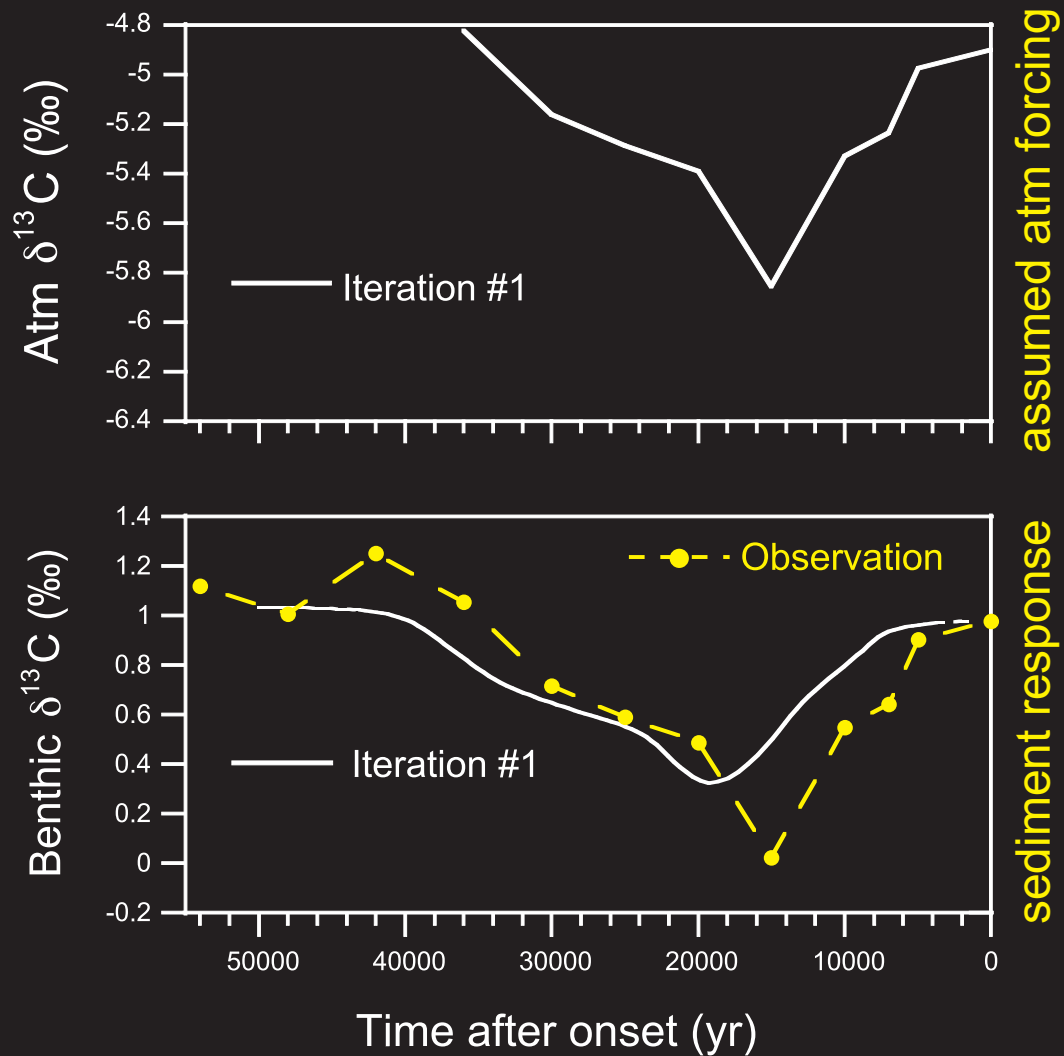 Atm δ¹³C (‰)
-4.8
-5
-5.2
-5.4
-5.6
-5.8
-6
-6.2
-6.4
Iteration #1
assumed atm forcing
Benthic δ¹³C (‰)
1.4
1.2
1
0.8
0.6
0.4
0.2
0
-0.2
Observation
Iteration #1
sediment response
50000 40000 30000 20000 10000 0
Time after onset (yr)